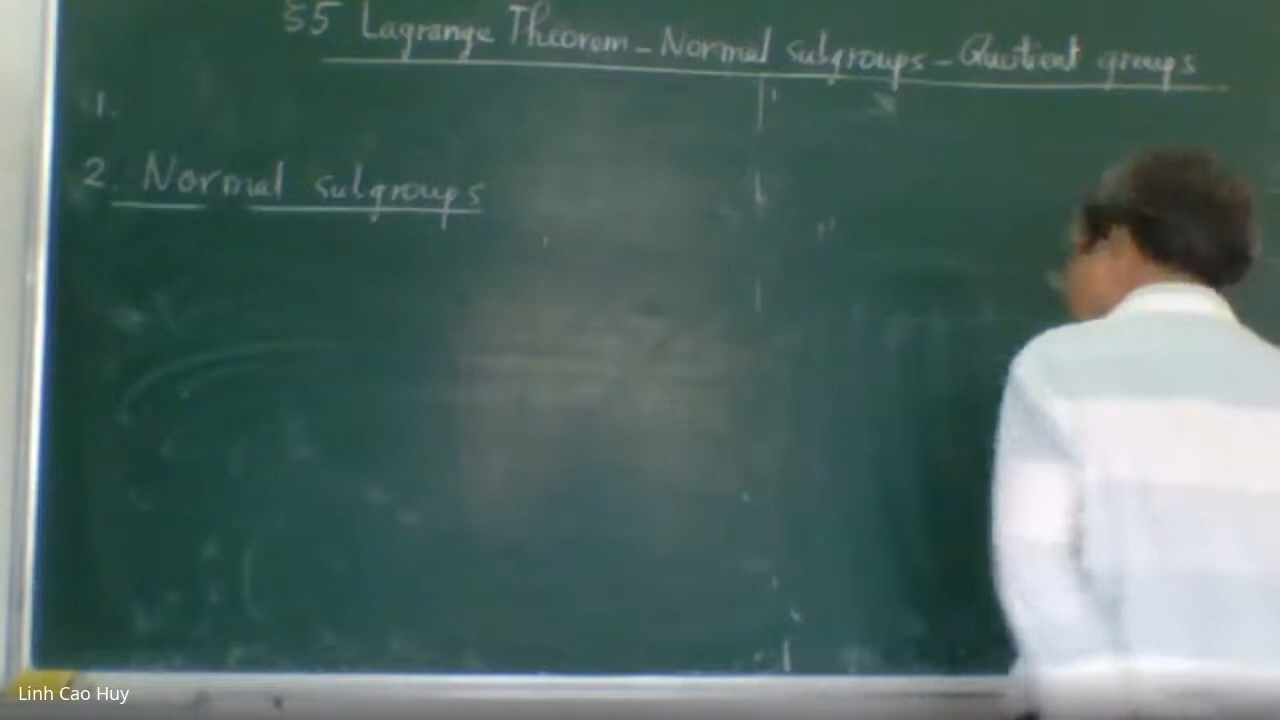 §5 Lagrange Theorem - Normal subgroups - Quotient groups
1.
2. Normal subgroups
Linh Cao Huy